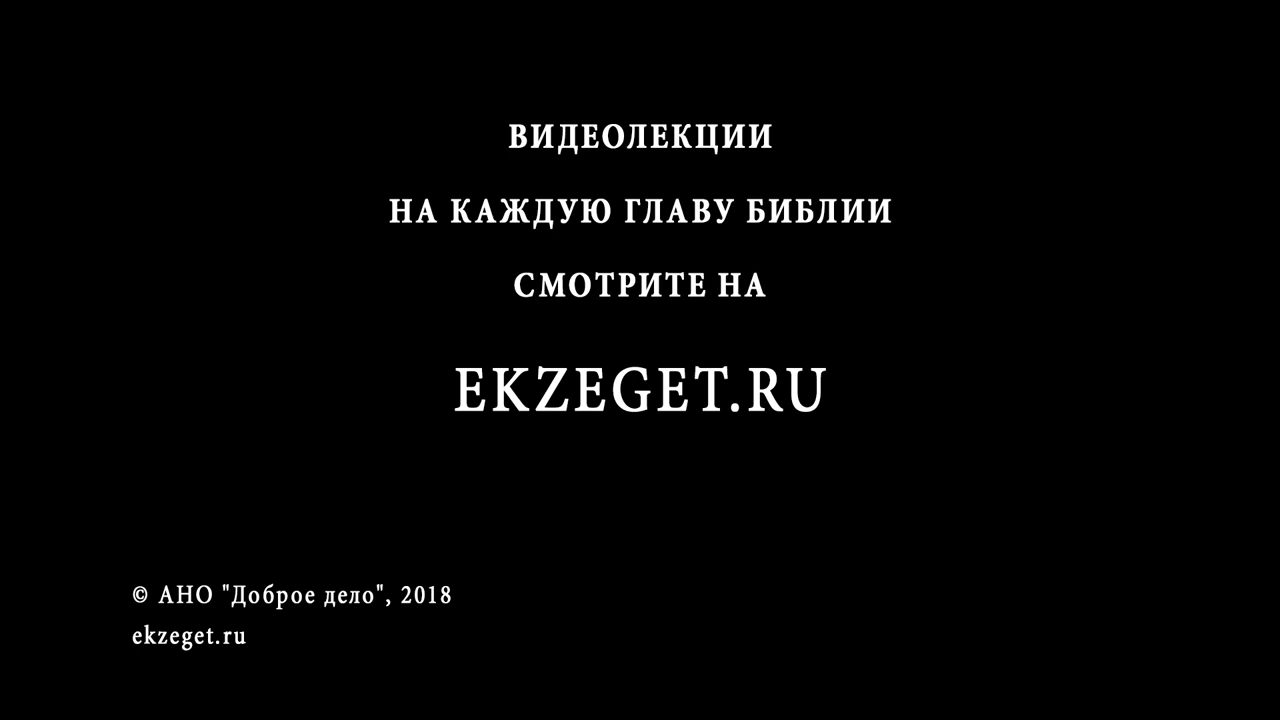 ВИДЕОЛЕКЦИИ
НА КАЖДУЮ ГЛАВУ БИБЛИИ
СМОТРИТЕ НА
EKZEGET.RU
© АНО "Доброе дело", 2018
ekzeget.ru